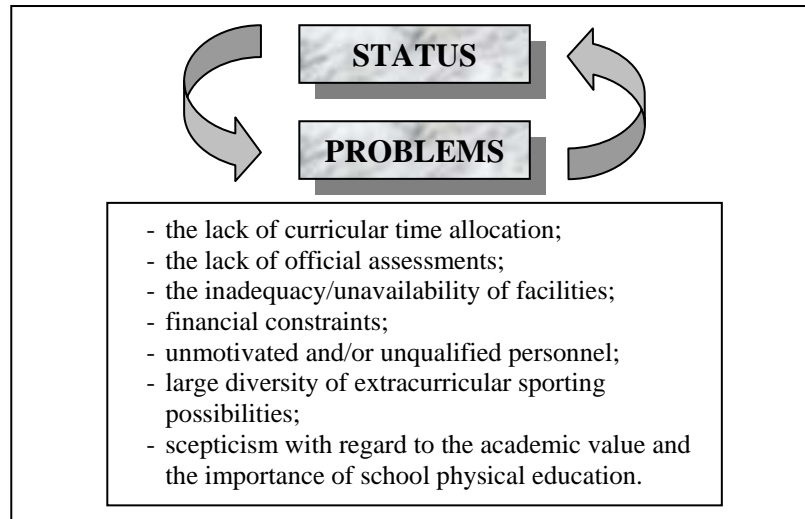 STATUS
PROBLEMS
- the lack of curricular time allocation;
- the lack of official assessments;
- the inadequacy/unavailability of facilities;
- financial constraints;
- unmotivated and/or unqualified personnel;
- large diversity of extracurricular sporting
possibilities;
- scepticism with regard to the academic value and
the importance of school physical education.